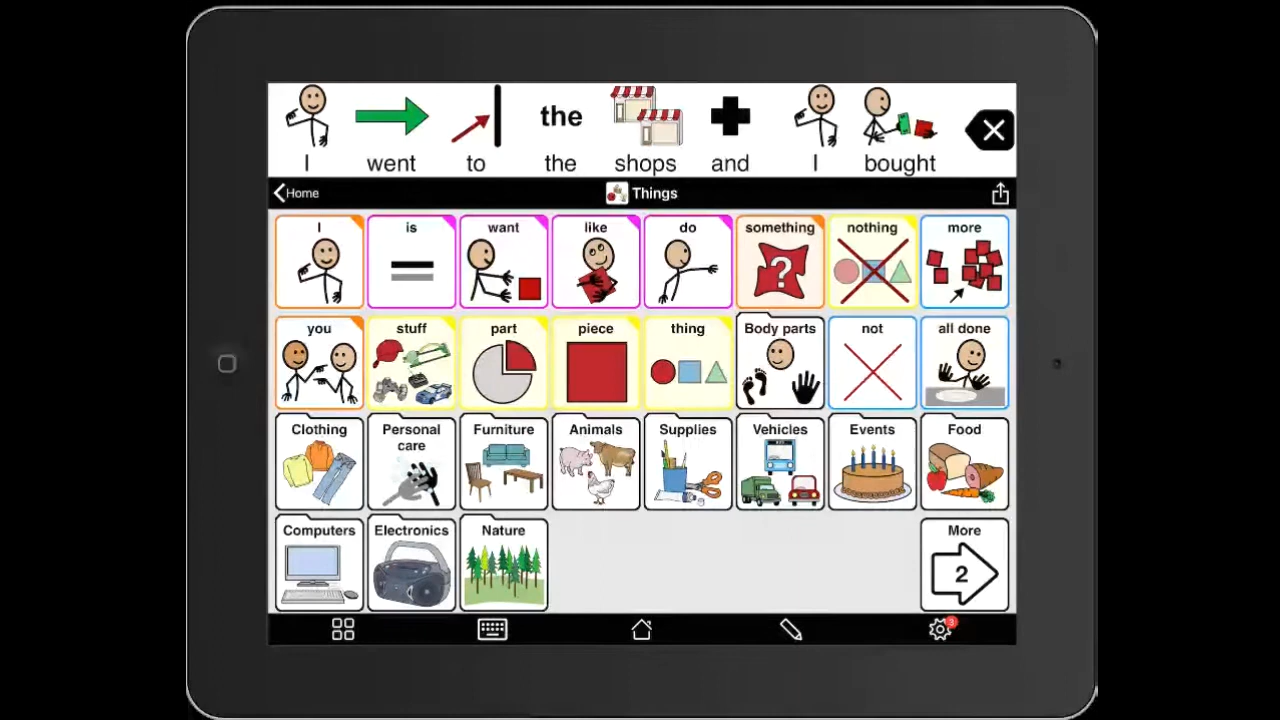 I went to the shops and I bought
Home Things
I is want like do something nothing more
you stuff part piece thing Body parts not all done
Clothing Personal care Furniture Animals Supplies Vehicles Events Food
Computers Electronics Nature More
2
3